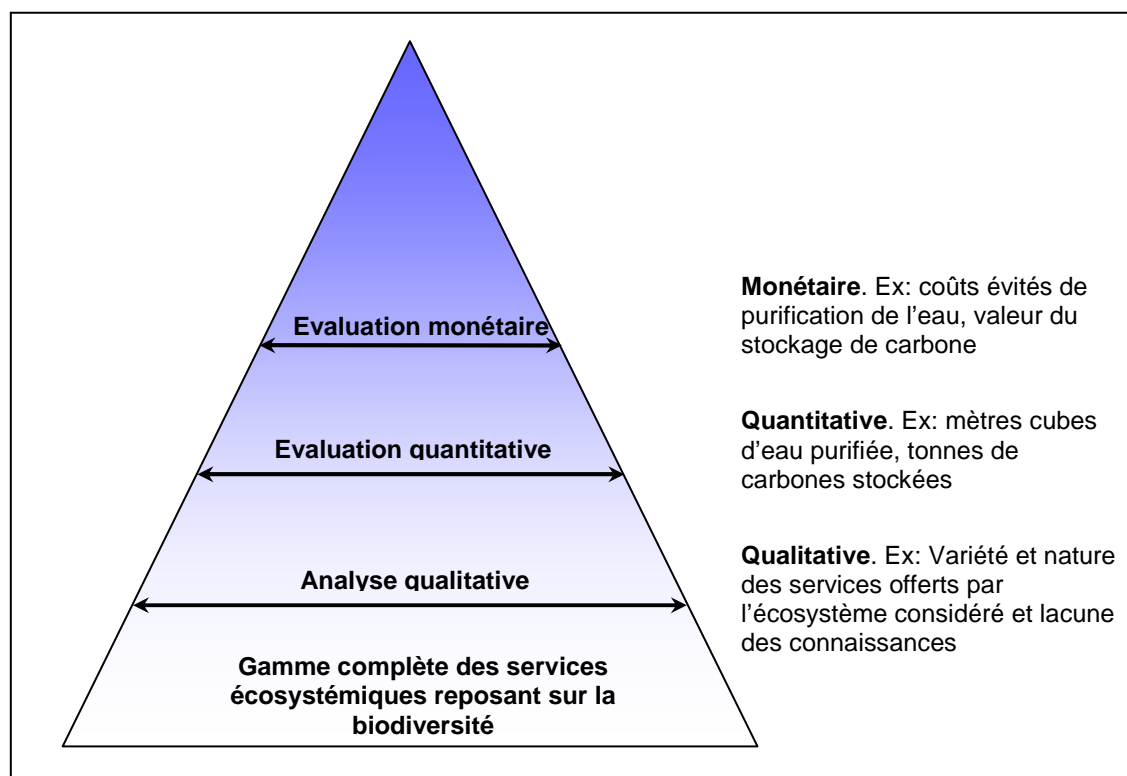 Evaluation monétaire
Evaluation quantitative
Analyse qualitative
Gamme complète des services
écosystémiques reposant sur la
biodiversité
Monétaire. Ex: coûts évités de
purification de l'eau, valeur du
stockage de carbone
Quantitative. Ex: mètres cubes
d'eau purifiée, tonnes de
carbones stockées
Qualitative. Ex: Variété et nature
des services offerts par
l'écosystème considéré et lacune
des connaissances